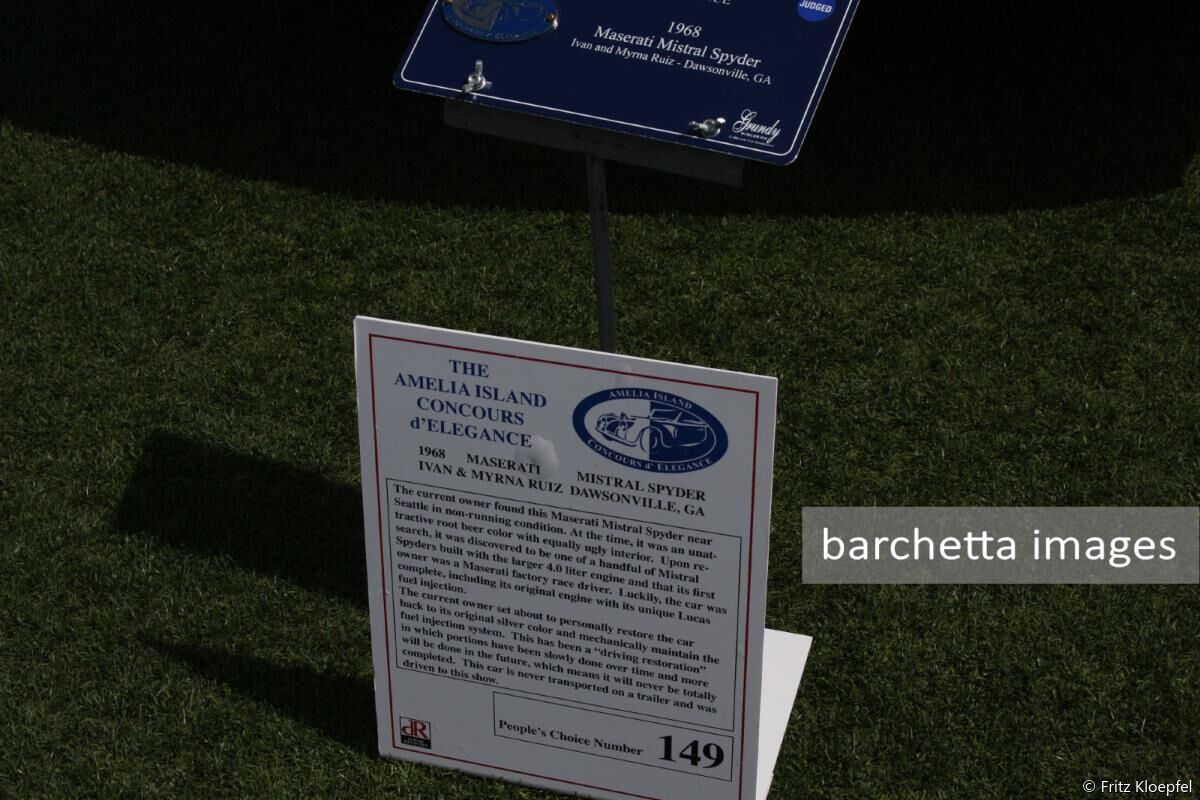 JUDGED
1968
Maserati Mistral Spyder
Ivan and Myrna Ruiz - Dawsonville, GA
Grundy
THE
AMELIA ISLAND
CONCOURS
d'ELEGANCE
AMELIA ISLAND
CONCOURS d' ELEGANCE
1968 MASERATI MISTRAL SPYDER
IVAN & MYRNA RUIZ DAWSONVILLE, GA
The current owner found this Maserati Mistral Spyder near
Seattle in non-running condition. At the time, it was an unat-
tractive root beer color with equally ugly interior. Upon re-
search, it was discovered to be one of a handful of Mistral
Spyders built with the larger 4.0 liter engine and that its first
owner was a Maserati factory race driver. Luckily, the car was
complete, including its original engine with its unique Lucas
fuel injection.
The current owner set about to personally restore the car
back to its original silver color and mechanically maintain the
fuel injection system. This has been a “driving restoration”
in which portions have been slowly done over time and more
will be done in the future, which means it will never be totally
completed. This car is never transported on a trailer and was
driven to this show.
dR
People's Choice Number 149
barchetta images
© Fritz Kloepfel